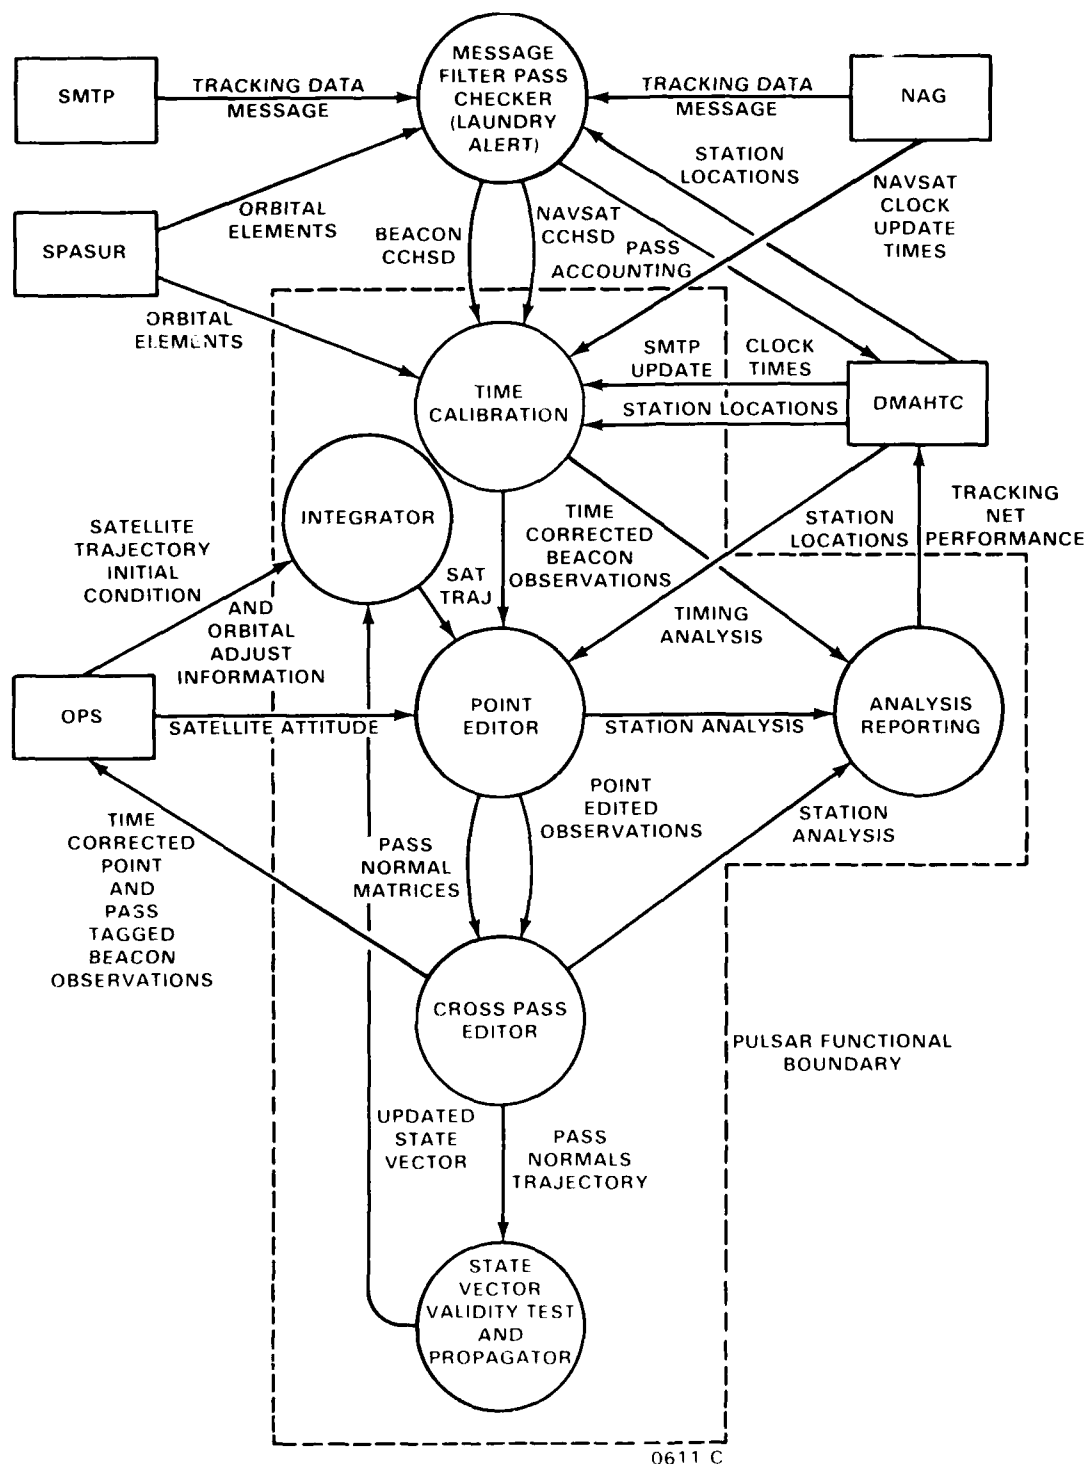 MESSAGE
FILTER PASS
CHECKER
(LAUNDRY
ALERT)
SMTP
TRACKING DATA
MESSAGE
TRACKING DATA
MESSAGE
NAG
STATION
LOCATIONS
NAVSAT
CLOCK
UPDATE
TIMES
SPASUR
ORBITAL
ELEMENTS
BEACON
CCHSD
NAVSAT
CCHSD
PASS
ACCOUNTING
ORBITAL
ELEMENTS
TIME
CALIBRATION
SMTP
UPDATE
CLOCK
TIMES
STATION LOCATIONS
DMAHTC
INTEGRATOR
SATELLITE
TRAJECTORY
INITIAL
CONDITION
AND
ORBITAL
ADJUST
INFORMATION
SAT
TRAJ
TIME
CORRECTED
BEACON
OBSERVATIONS
STATION
LOCATIONS
TRACKING
NET
PERFORMANCE
TIMING
ANALYSIS
OPS
SATELLITE ATTITUDE
POINT
EDITOR
STATION ANALYSIS
ANALYSIS
REPORTING
TIME
CORRECTED
POINT
AND
PASS
TAGGED
BEACON
OBSERVATIONS
PASS
NORMAL
MATRICES
POINT
EDITED
OBSERVATIONS
STATION
ANALYSIS
CROSS PASS
EDITOR
PULSAR FUNCTIONAL
BOUNDARY
UPDATED
STATE
VECTOR
PASS
NORMALS
TRAJECTORY
STATE
VECTOR
VALIDITY TEST
AND
PROPAGATOR
0611 C